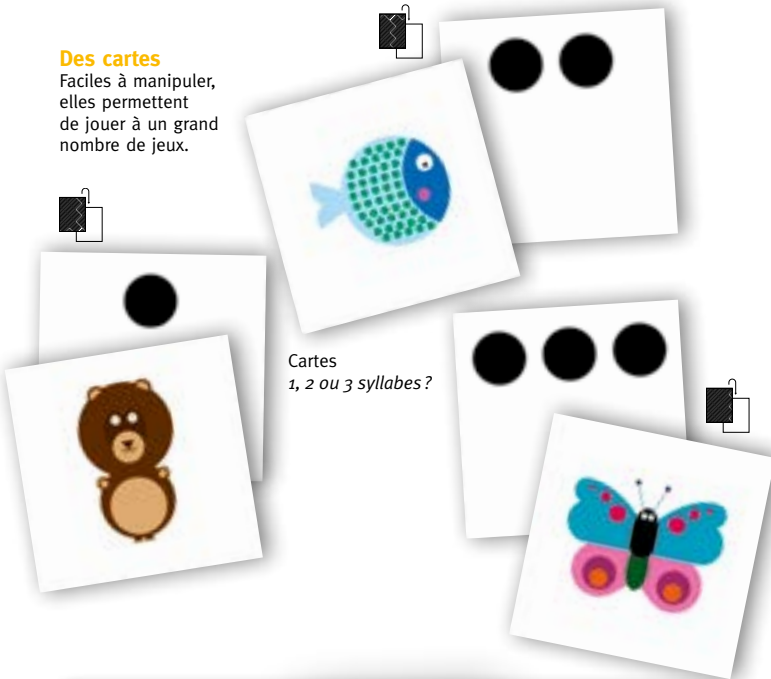 Des cartes
Faciles à manipuler,
elles permettent
de jouer à un grand
nombre de jeux.
Cartes
1, 2 ou 3 syllabes ?